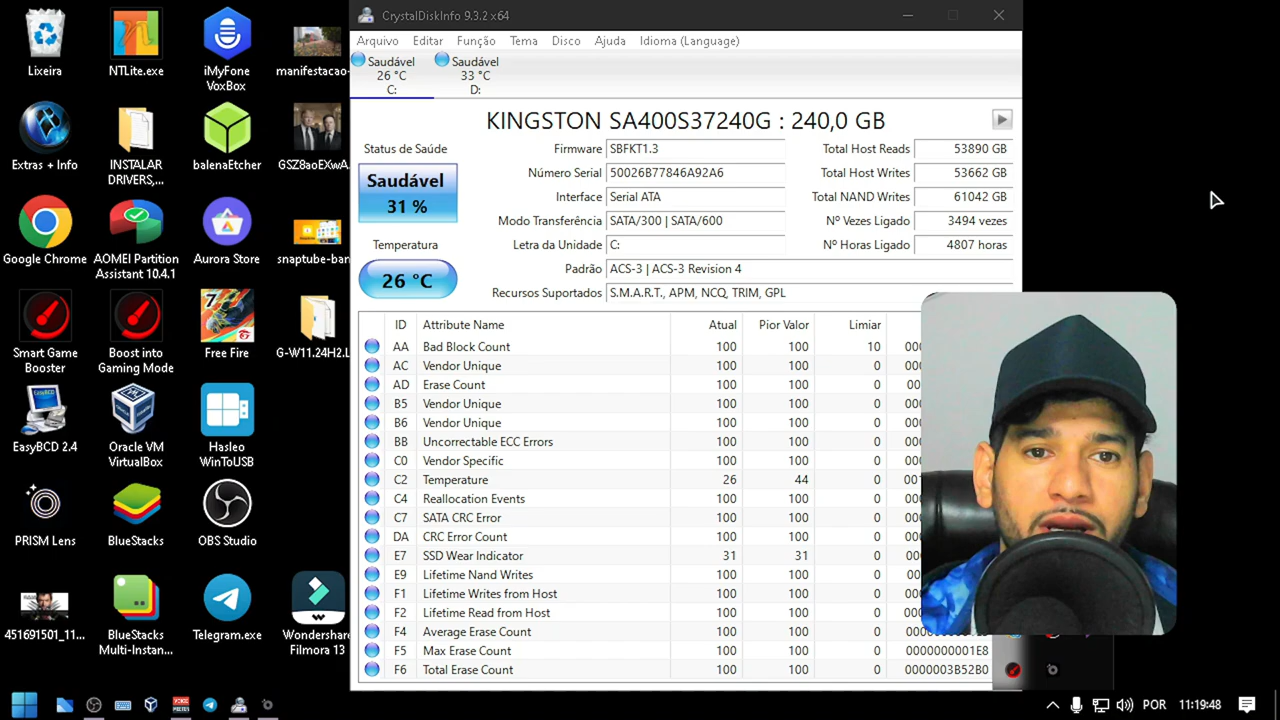 Lixeira
NTLite.exe
iMyFone
VoxBox
manifestacao-
Extras + Info
INSTALAR
DRIVERS,...
balenaEtcher
GSZ8aoEXwA
Google Chrome
AOMEI Partition
Assistant 10.4.1
Aurora Store
snaptube-ban
Smart Game
Booster
Boost into
Gaming Mode
Free Fire
G-W11.24H2.L
EasyBCD 2.4
Oracle VM
VirtualBox
Hasleo
WinToUSB
PRISM Lens
BlueStacks
OBS Studio
451691501_11...
BlueStacks
Multi-Instan...
Telegram.exe
Wondershare
Filmora 13
CrystalDiskInfo 9.3.2 x64
Arquivo Editar Função Tema Disco Ajuda Idioma (Language)
Saudável Saudável
26 °C 33 °C
C: D:
KINGSTON SA400S37240G : 240,0 GB
Status de Saúde
Saudável
31 %
Temperatura
26 °C
Firmware SBFKT1.3 Total Host Reads 53890 GB
Número Serial 50026B77846A92A6 Total Host Writes 53662 GB
Interface Serial ATA Total NAND Writes 61042 GB
Modo Transferência SATA/300 | SATA/600 Nº Vezes Ligado 3494 vezes
Letra da Unidade C: Nº Horas Ligado 4807 horas
Padrão ACS-3 | ACS-3 Revision 4
Recursos Suportados S.M.A.R.T., APM, NCQ, TRIM, GPL
ID Attribute Name Atual Pior Valor Limiar
AA Bad Block Count 100 100 10
AC Vendor Unique 100 100 0
AD Erase Count 100 100 0
B5 Vendor Unique 100 100 0
B6 Vendor Unique 100 100 0
BB Uncorrectable ECC Errors 100 100 0
C0 Vendor Specific 100 100 0
C2 Temperature 26 44 0
C4 Reallocation Events 100 100 0
C7 SATA CRC Error 100 100 0
DA CRC Error Count 100 100 0
E7 SSD Wear Indicator 31 31 0
E9 Lifetime Nand Writes 100 100 0
F1 Lifetime Writes from Host 100 100 0
F2 Lifetime Read from Host 100 100 0
F4 Average Erase Count 100 100 0
F5 Max Erase Count 100 100 0 0000000001E8
F6 Total Erase Count 100 100 0 0000003B52B0
POR 11:19:48